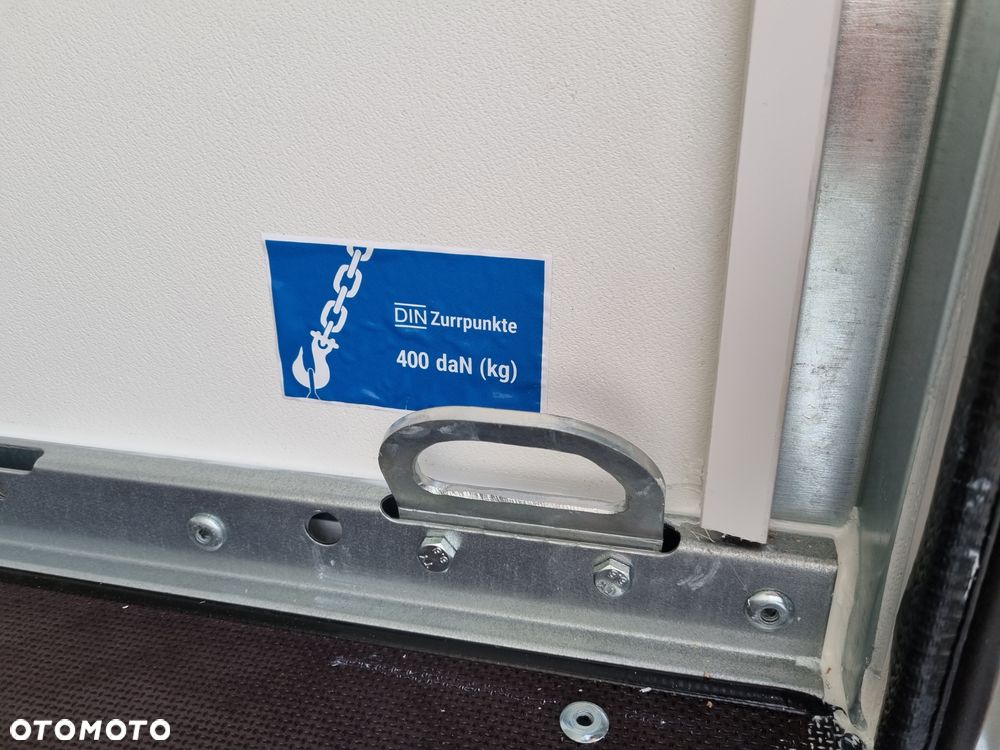 DIN Zurrpunkte
400 daN (kg)
OTOMOTO